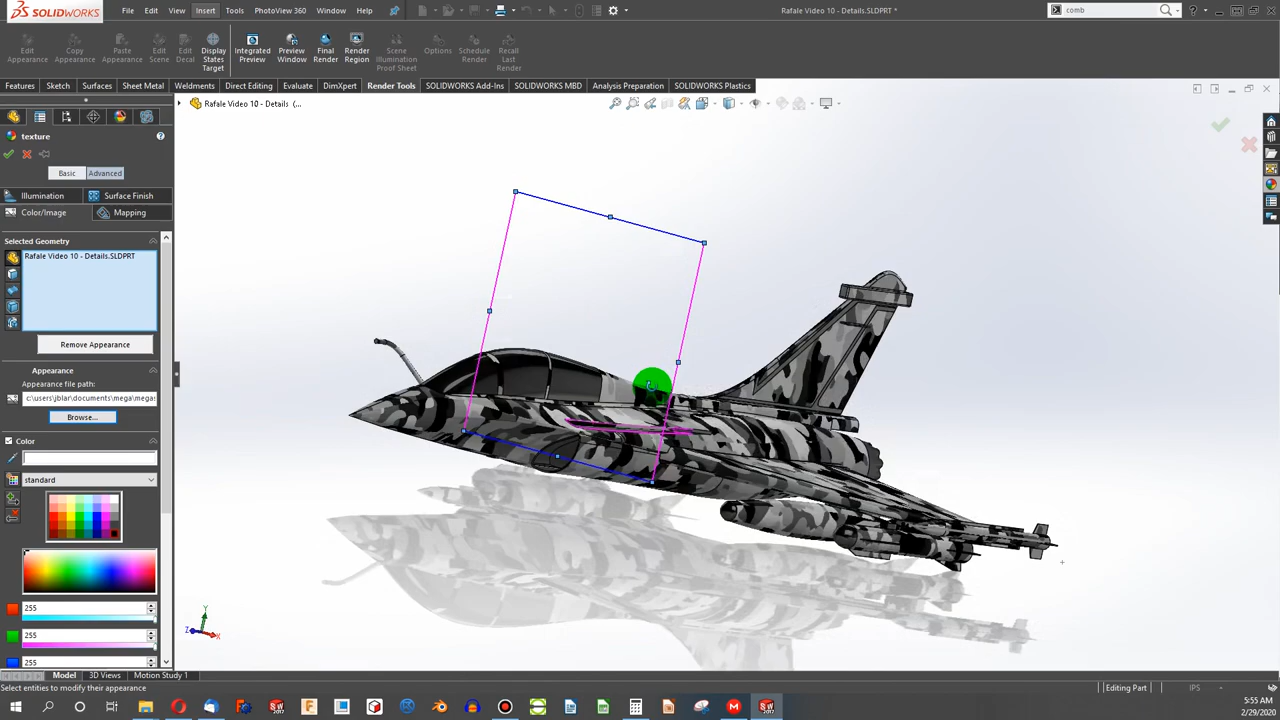 SOLIDWORKS
File Edit View Insert Tools PhotoView 360 Window Help
Rafale Video 10 - Details.SLDPRT *
comb
Edit Appearance
Copy Appearance
Paste Appearance
Edit Scene
Edit Decal
Display States Target
Integrated Preview
Preview Window
Final Render
Render Region
Scene Illumination Proof Sheet
Options
Schedule Render
Recall Last Render
Features Sketch Surfaces Sheet Metal Weldments Direct Editing Evaluate DimXpert Render Tools SOLIDWORKS Add-Ins SOLIDWORKS MBD Analysis Preparation SOLIDWORKS Plastics
Rafale Video 10 - Details (...
texture
Basic Advanced
Illumination Surface Finish
Color/Image Mapping
Selected Geometry
Rafale Video 10 - Details.SLDPRT
Remove Appearance
Appearance
Appearance file path:
c:\users\jblar\documents\mega\mega
Browse...
Color
standard
255
255
255
Y
Z X
Model 3D Views Motion Study 1
Select entities to modify their appearance
Editing Part
IPS
5:55 AM
2/29/2020